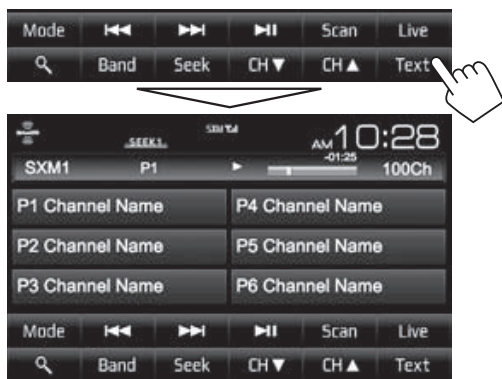 Mode Scan Live
Band Seek CH▼ CH▲ Text
SEEK1 AM10:28
-01:25
SXM1 P1 100Ch
P1 Channel Name P4 Channel Name
P2 Channel Name P5 Channel Name
P3 Channel Name P6 Channel Name
Mode Scan Live
Band Seek CH▼ CH▲ Text